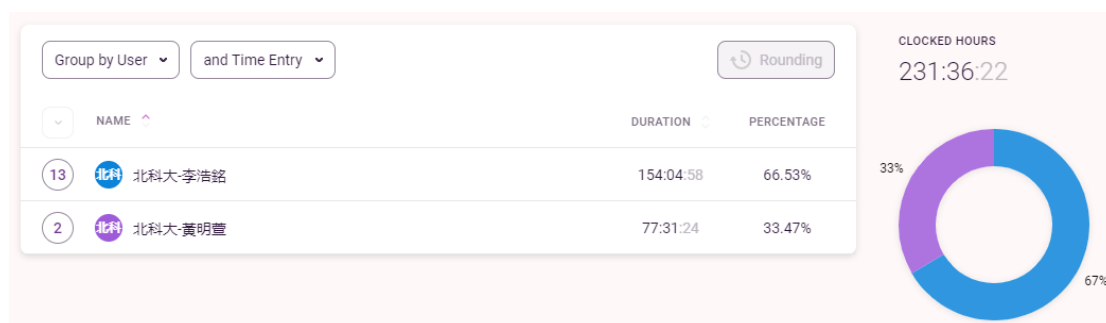 Group by User and Time Entry Rounding
NAME DURATION PERCENTAGE
13 北科 北科大-李浩銘 154:04:58 66.53%
2 北科 北科大-黃明萱 77:31:24 33.47%
CLOCKED HOURS
231:36:22
33%
67%